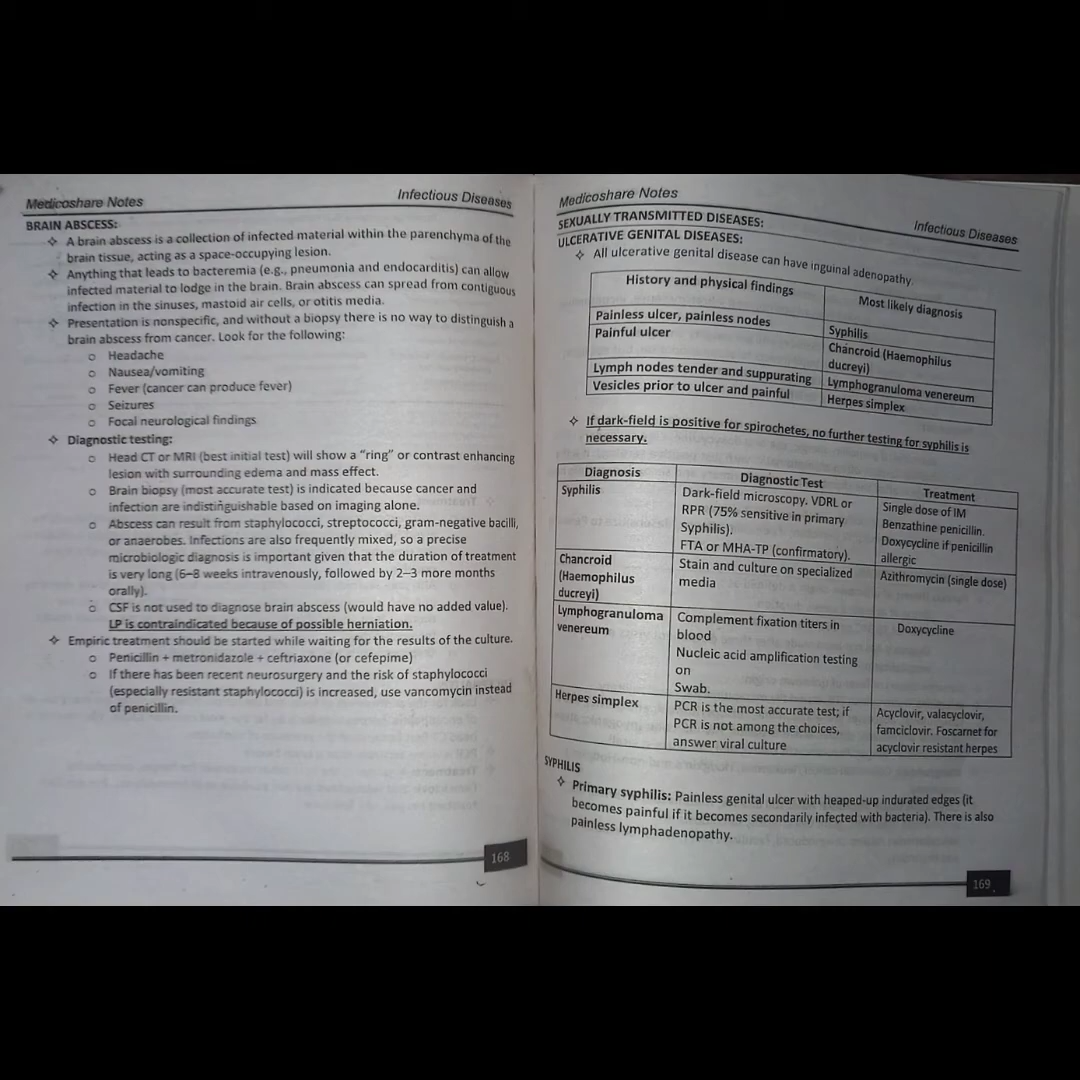 Medicoshare Notes
Infectious Diseases
BRAIN ABSCESS:
❖ A brain abscess is a collection of infected material within the parenchyma of the
brain tissue, acting as a space-occupying lesion.
❖ Anything that leads to bacteremia (e.g., pneumonia and endocarditis) can allow
infected material to lodge in the brain. Brain abscess can spread from contiguous
infection in the sinuses, mastoid air cells, or otitis media.
❖ Presentation is nonspecific, and without a biopsy there is no way to distinguish a
brain abscess from cancer. Look for the following:
o Headache
o Nausea/vomiting
o Fever (cancer can produce fever)
o Seizures
o Focal neurological findings
❖ Diagnostic testing:
o Head CT or MRI (best initial test) will show a “ring” or contrast enhancing
lesion with surrounding edema and mass effect.
o Brain biopsy (most accurate test) is indicated because cancer and
infection are indistinguishable based on imaging alone.
o Abscess can result from staphylococci, streptococci, gram-negative bacilli,
or anaerobes. Infections are also frequently mixed, so a precise
microbiologic diagnosis is important given that the duration of treatment
is very long (6–8 weeks intravenously, followed by 2–3 more months
orally).
o CSF is not used to diagnose brain abscess (would have no added value).
LP is contraindicated because of possible herniation.
❖ Empiric treatment should be started while waiting for the results of the culture.
o Penicillin + metronidazole + ceftriaxone (or cefepime)
o If there has been recent neurosurgery and the risk of staphylococci
(especially resistant staphylococci) is increased, use vancomycin instead
of penicillin.
168
Medicoshare Notes
Infectious Diseases
SEXUALLY TRANSMITTED DISEASES:
ULCERATIVE GENITAL DISEASES:
❖ All ulcerative genital disease can have inguinal adenopathy.
History and physical findings
Most likely diagnosis
Painless ulcer, painless nodes
Syphilis
Painful ulcer
Chancroid (Haemophilus
ducreyi)
Lymph nodes tender and suppurating
Lymphogranuloma venereum
Vesicles prior to ulcer and painful
Herpes simplex
❖ If dark-field is positive for spirochetes, no further testing for syphilis is
necessary.
Diagnosis
Diagnostic Test
Treatment
Syphilis
Dark-field microscopy. VDRL or
RPR (75% sensitive in primary
Syphilis).
FTA or MHA-TP (confirmatory).
Single dose of IM
Benzathine penicillin.
Doxycycline if penicillin
allergic
Chancroid
(Haemophilus
ducreyi)
Stain and culture on specialized
media
Azithromycin (single dose)
Lymphogranuloma
venereum
Complement fixation titers in
blood
Nucleic acid amplification testing
on
Swab.
Doxycycline
Herpes simplex
PCR is the most accurate test; if
PCR is not among the choices,
answer viral culture
Acyclovir, valacyclovir,
famciclovir. Foscarnet for
acyclovir resistant herpes
SYPHILIS
❖ Primary syphilis: Painless genital ulcer with heaped-up indurated edges (it
becomes painful if it becomes secondarily infected with bacteria). There is also
painless lymphadenopathy.
169